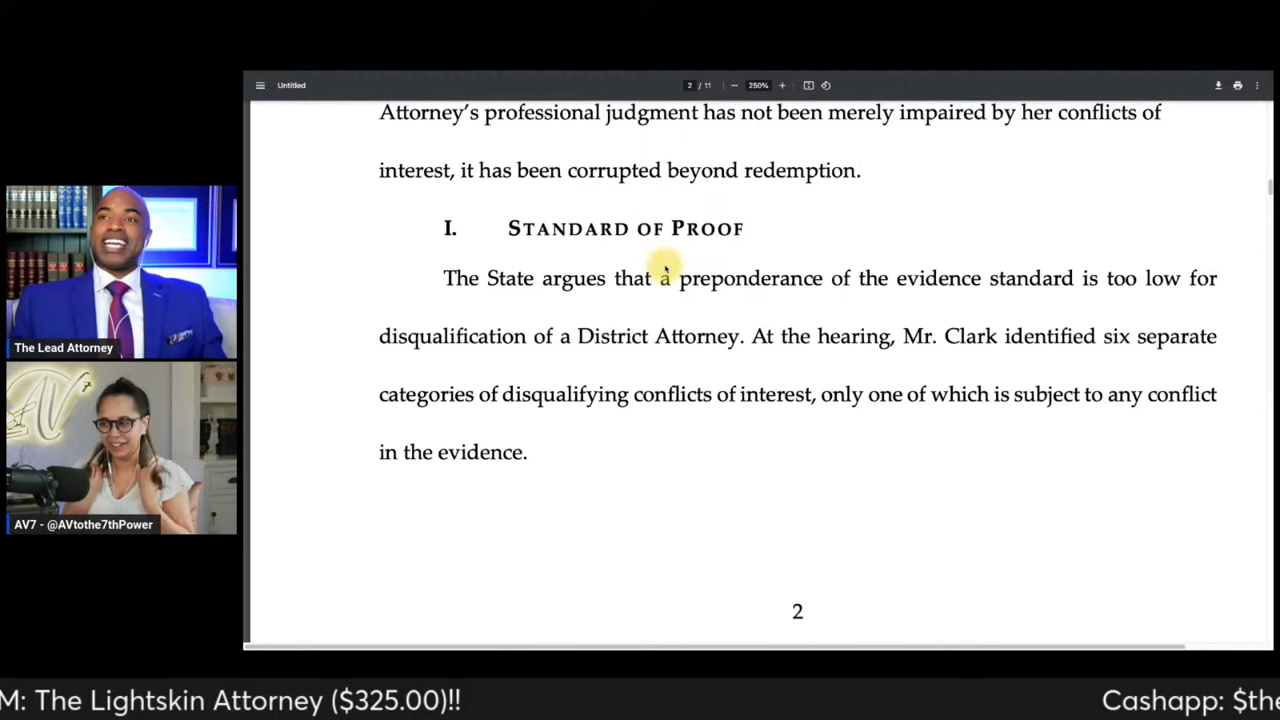 Untitled
2 / 11
250%
Attorney’s professional judgment has not been merely impaired by her conflicts of
interest, it has been corrupted beyond redemption.
I. STANDARD OF PROOF
The State argues that a preponderance of the evidence standard is too low for
disqualification of a District Attorney. At the hearing, Mr. Clark identified six separate
categories of disqualifying conflicts of interest, only one of which is subject to any conflict
in the evidence.
2
The Lead Attorney
AV7
AV7 - @AVtothe7thPower
M: The Lightskin Attorney ($325.00)!!
Cashapp: $the